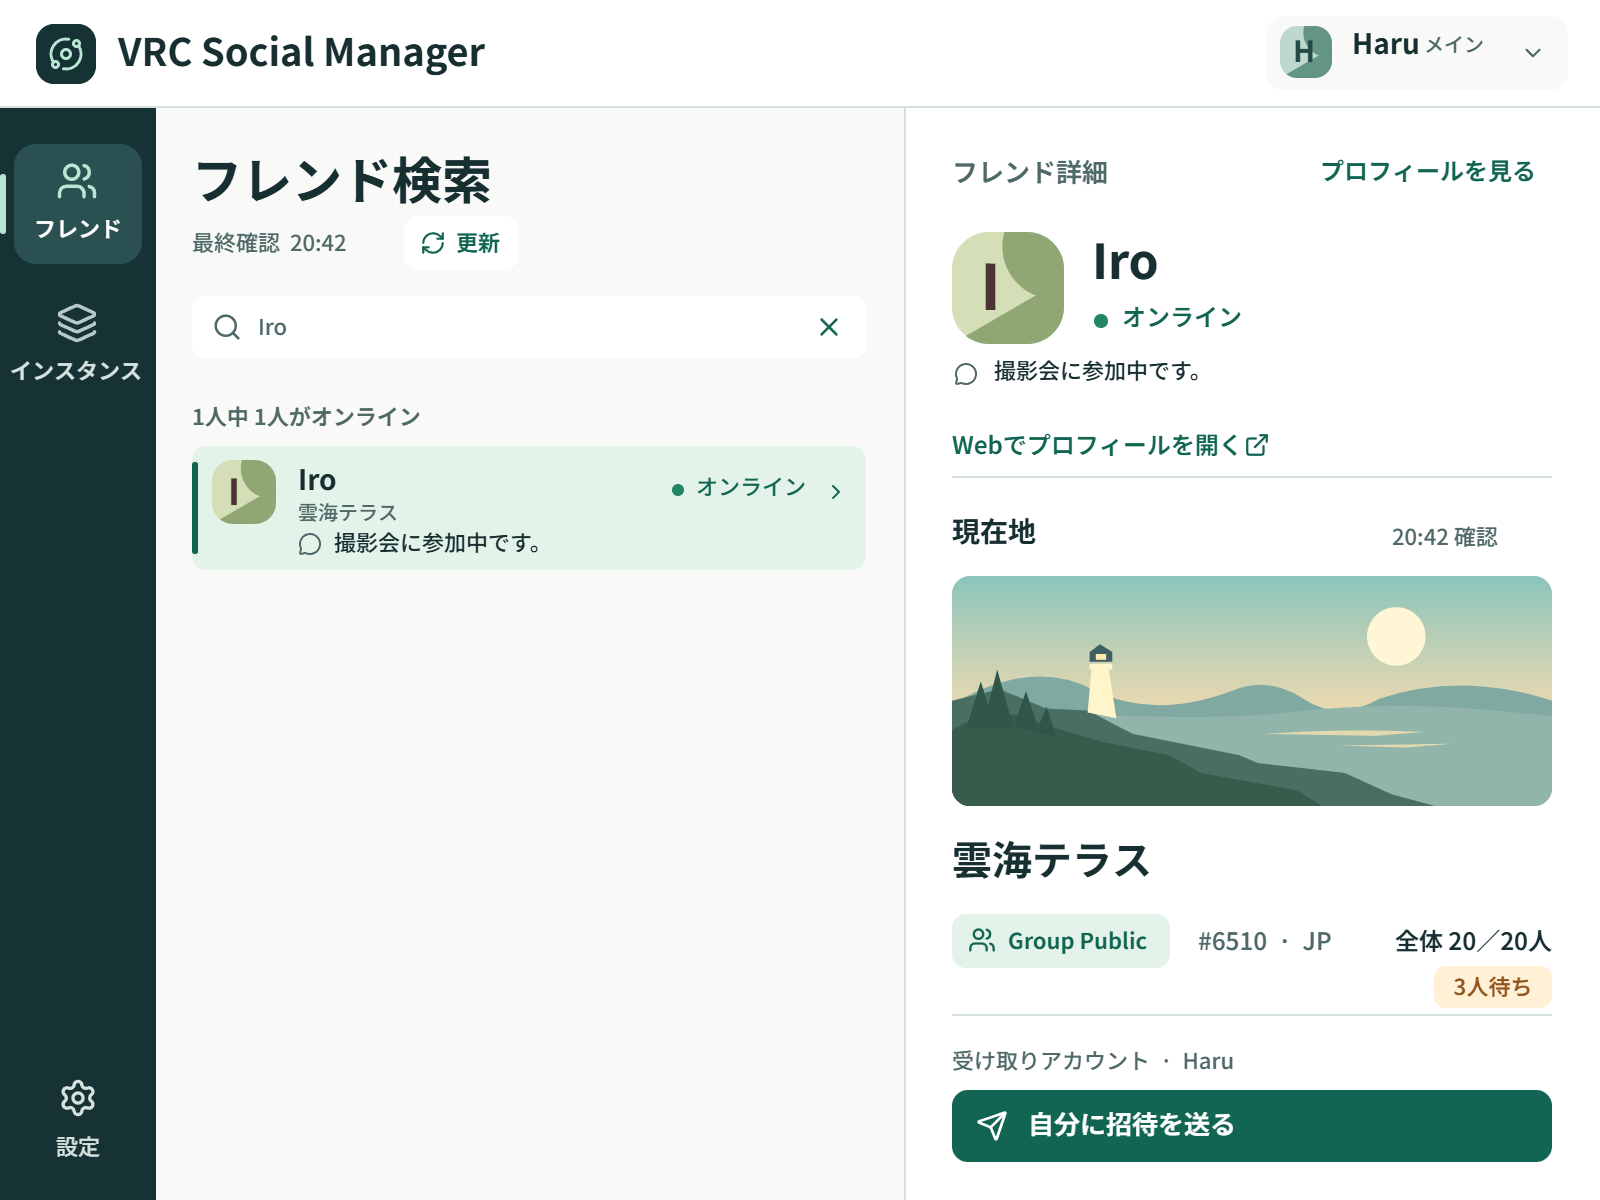 VRC Social Manager
H
Haru メイン
フレンド
インスタンス
設定
フレンド検索
最終確認 20:42
更新
Iro
1人中 1人がオンライン
I
Iro
オンライン
雲海テラス
撮影会に参加中です。
フレンド詳細
プロフィールを見る
I
Iro
オンライン
撮影会に参加中です。
Webでプロフィールを開く
現在地
20:42 確認
雲海テラス
Group Public
#6510 · JP
全体 20／20人
3人待ち
受け取りアカウント · Haru
自分に招待を送る